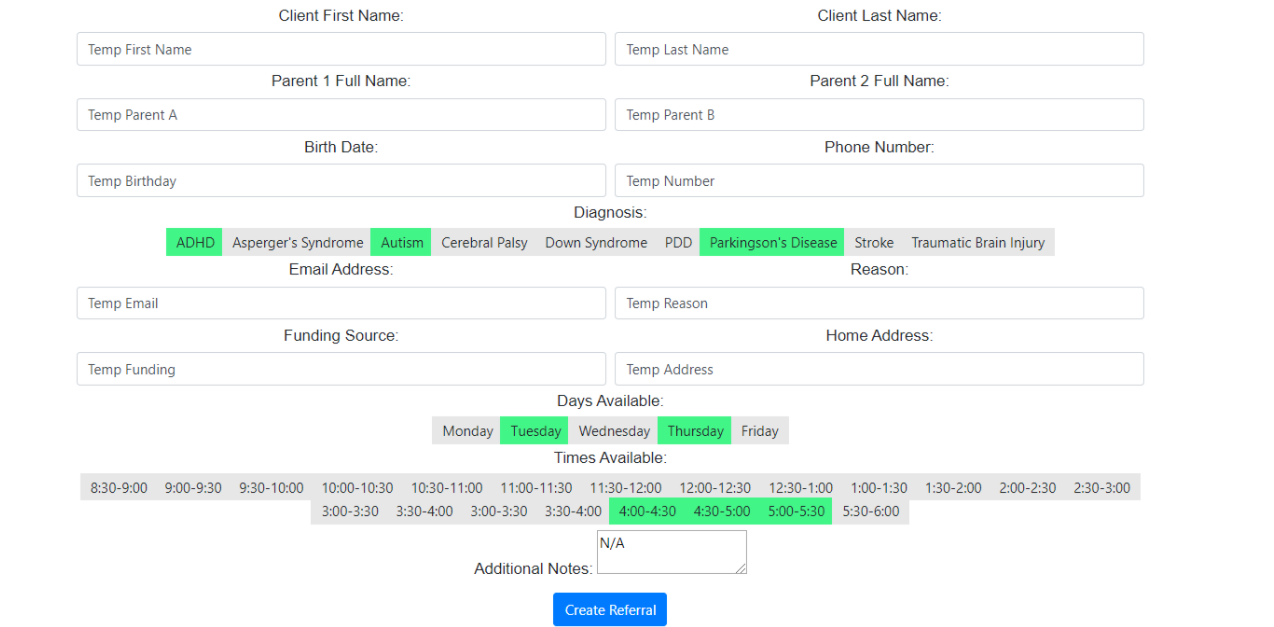 Client First Name: Client Last Name:
Temp First Name Temp Last Name
Parent 1 Full Name: Parent 2 Full Name:
Temp Parent A Temp Parent B
Birth Date: Phone Number:
Temp Birthday Temp Number
Diagnosis:
ADHD Asperger's Syndrome Autism Cerebral Palsy Down Syndrome PDD Parkingson's Disease Stroke Traumatic Brain Injury
Email Address: Reason:
Temp Email Temp Reason
Funding Source: Home Address:
Temp Funding Temp Address
Days Available:
Monday Tuesday Wednesday Thursday Friday
Times Available:
8:30-9:00 9:00-9:30 9:30-10:00 10:00-10:30 10:30-11:00 11:00-11:30 11:30-12:00 12:00-12:30 12:30-1:00 1:00-1:30 1:30-2:00 2:00-2:30 2:30-3:00
3:00-3:30 3:30-4:00 3:00-3:30 3:30-4:00 4:00-4:30 4:30-5:00 5:00-5:30 5:30-6:00
N/A
Additional Notes:
Create Referral